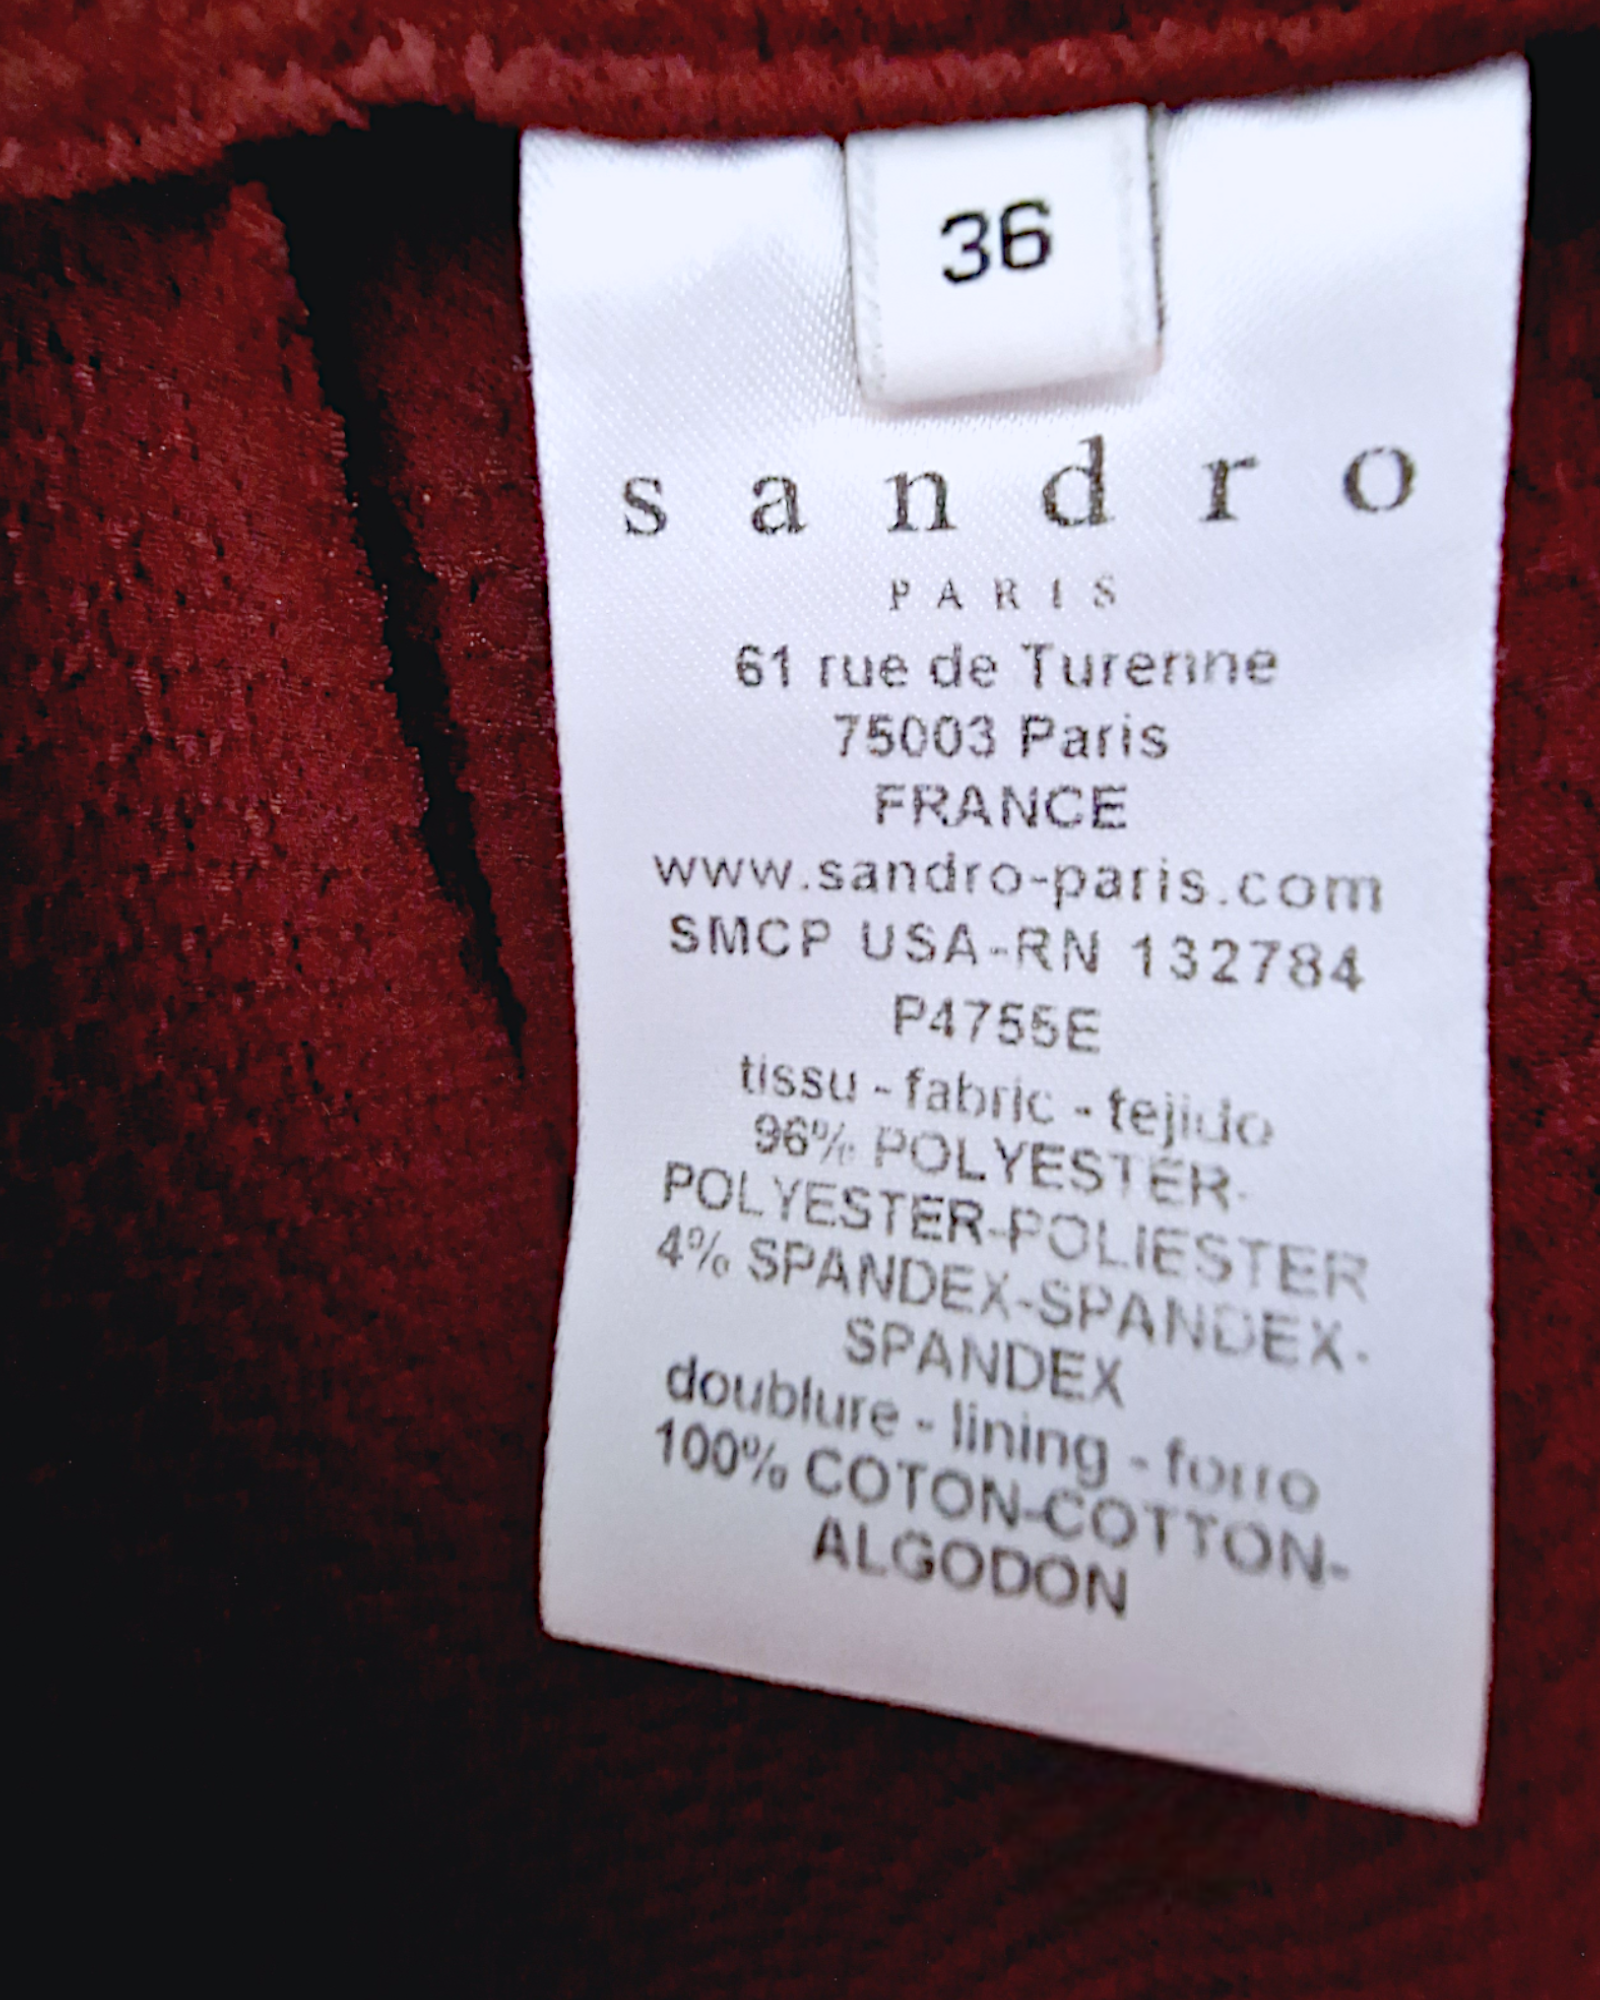 36
sandro
PARIS
61 rue de Turenne
75003 Paris
FRANCE
www.sandro-paris.com
SMCP USA-RN 132784
P4755E
tissu - fabric - tejido
96% POLYESTER-
POLYESTER-POLIESTER
4% SPANDEX-SPANDEX-
SPANDEX
doublure - lining - forro
100% COTON-COTTON-
ALGODON